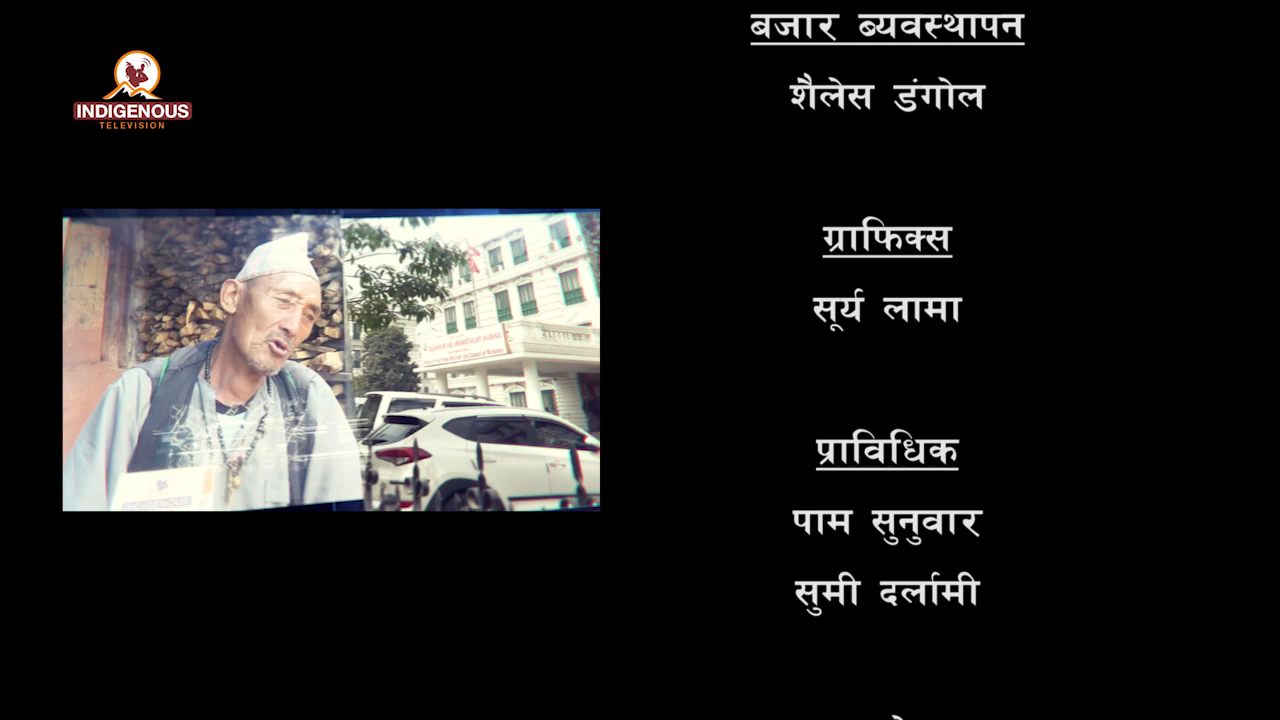 INDIGENOUS
TELEVISION
बजार ब्यवस्थापन
शैलेस डंगोल
ग्राफिक्स
सूर्य लामा
प्राविधिक
पाम सुनुवार
सुमी दर्लामी